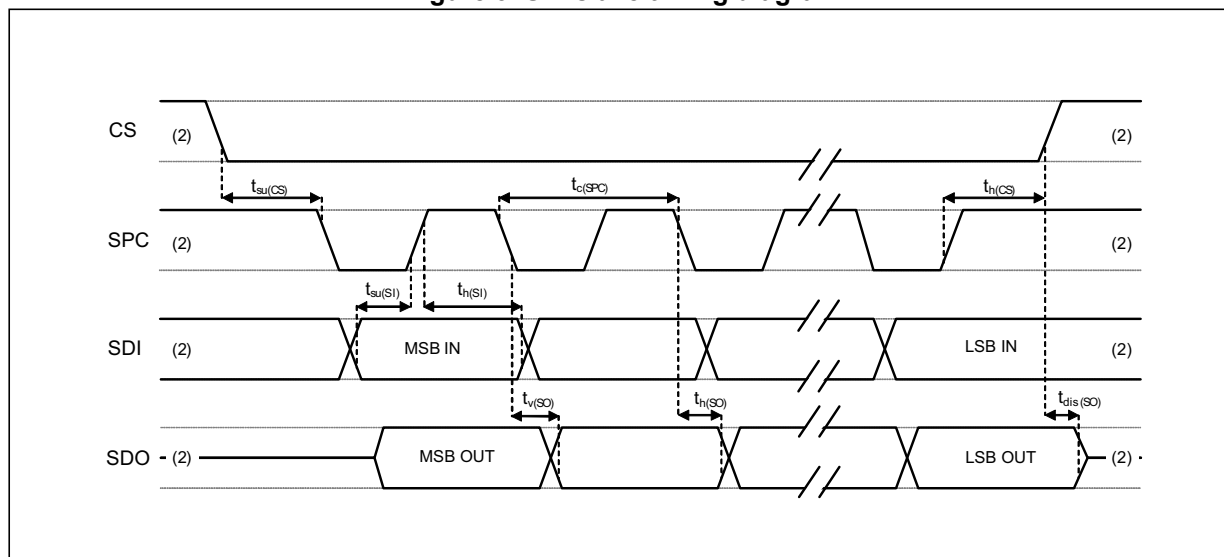 CS (2) (2)
t_su(CS) t_c(SPC) t_h(CS)
SPC (2) (2)
t_su(SI) t_h(SI)
SDI (2) MSB IN LSB IN (2)
t_v(SO) t_h(SO) t_dis(SO)
SDO (2) MSB OUT LSB OUT (2)